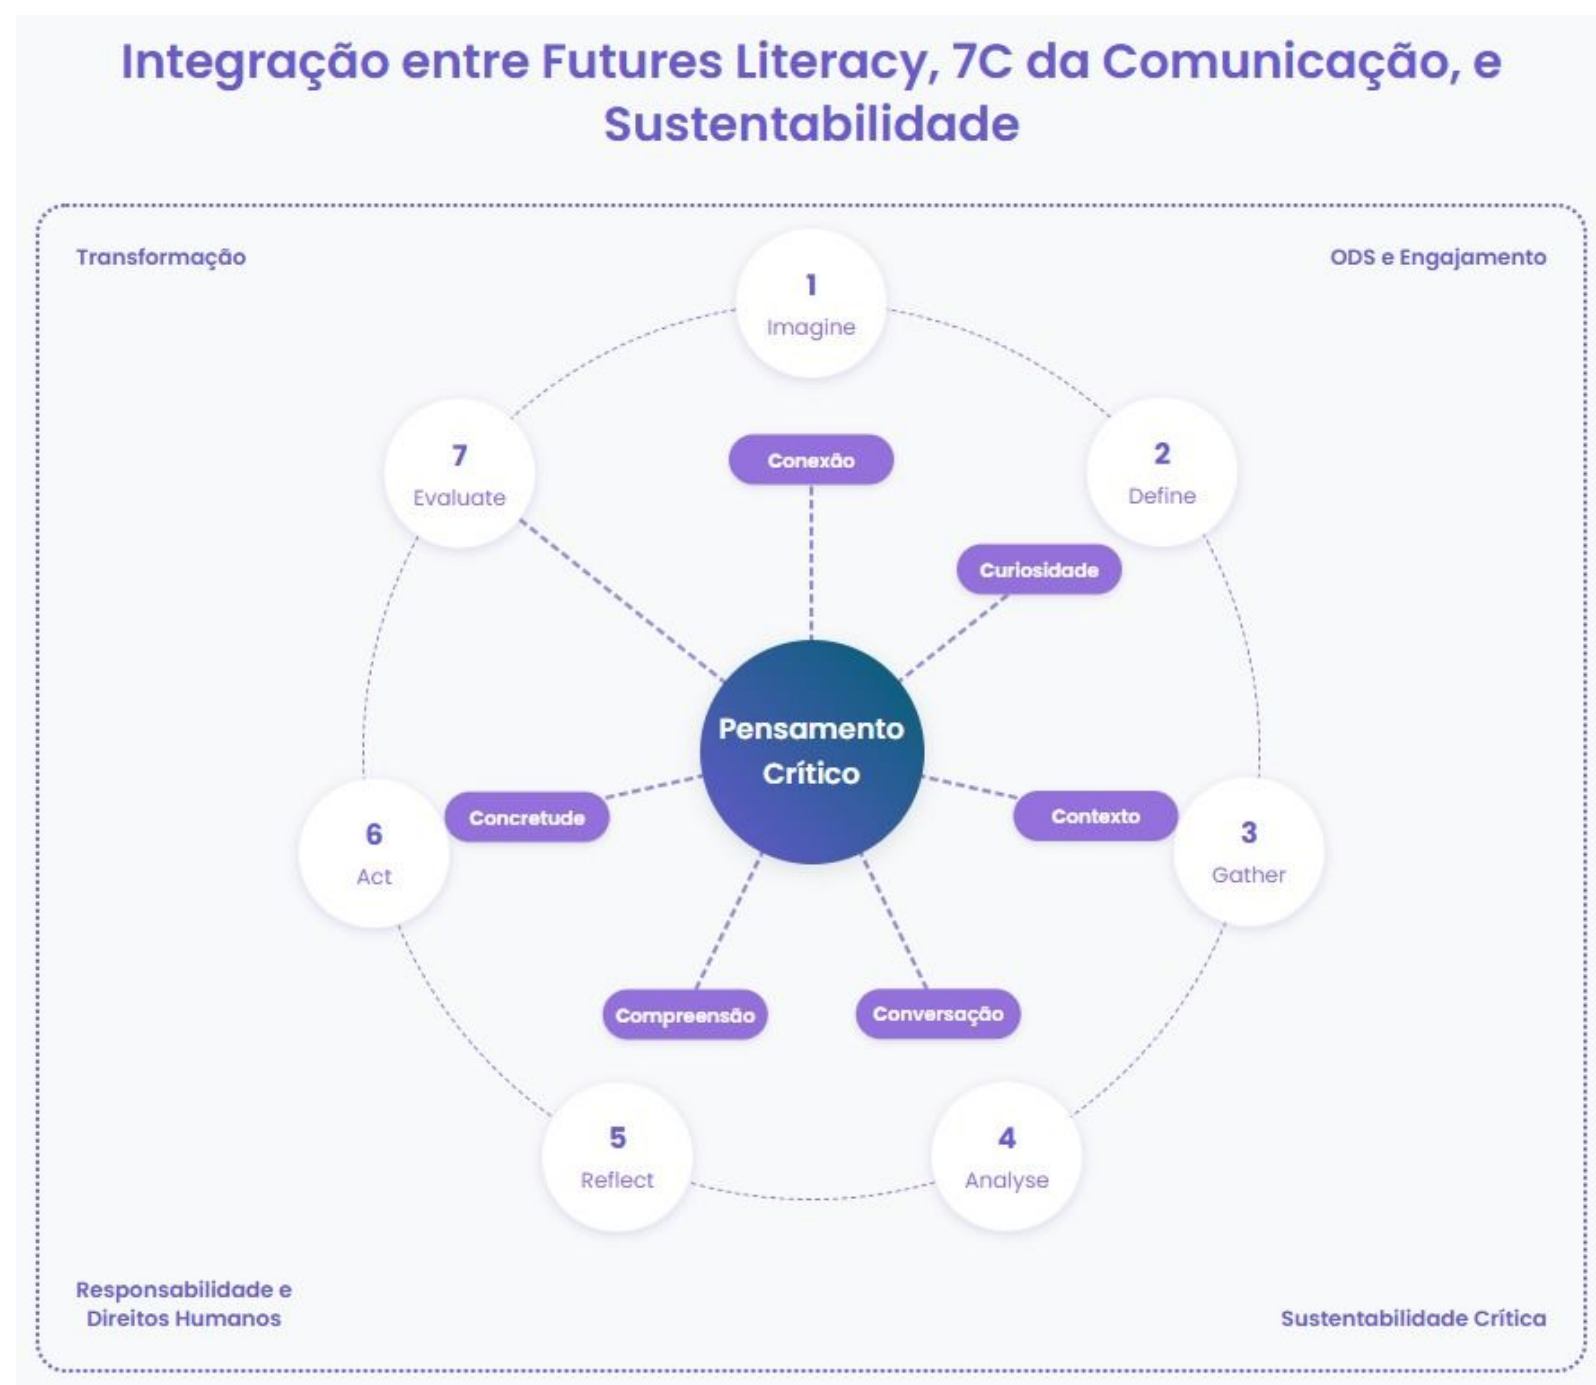 Integração entre Futures Literacy, 7C da Comunicação, e
Sustentabilidade
Transformação
ODS e Engajamento
1
Imagine
7
Evaluate
2
Define
Conexão
Curiosidade
Pensamento
Crítico
Concretude
Contexto
6
Act
3
Gather
Compreensão
Conversação
5
Reflect
4
Analyse
Responsabilidade e
Direitos Humanos
Sustentabilidade Crítica